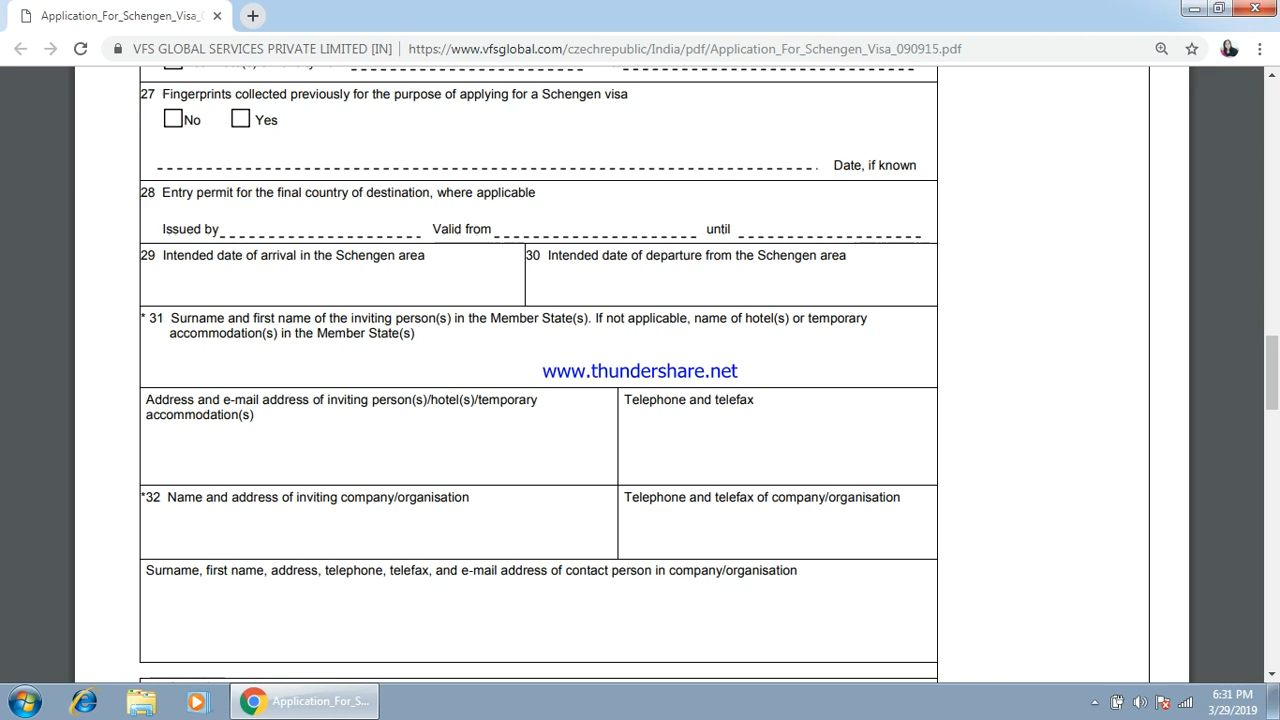 Application_For_Schengen_Visa_
VFS GLOBAL SERVICES PRIVATE LIMITED [IN]
https://www.vfsglobal.com/czechrepublic/India/pdf/Application_For_Schengen_Visa_090915.pdf
27 Fingerprints collected previously for the purpose of applying for a Schengen visa
No Yes
Date, if known
28 Entry permit for the final country of destination, where applicable
Issued by Valid from until
29 Intended date of arrival in the Schengen area
30 Intended date of departure from the Schengen area
* 31 Surname and first name of the inviting person(s) in the Member State(s). If not applicable, name of hotel(s) or temporary
accommodation(s) in the Member State(s)
www.thundershare.net
Address and e-mail address of inviting person(s)/hotel(s)/temporary
accommodation(s)
Telephone and telefax
*32 Name and address of inviting company/organisation
Telephone and telefax of company/organisation
Surname, first name, address, telephone, telefax, and e-mail address of contact person in company/organisation
Application_For_S...
6:31 PM
3/29/2019